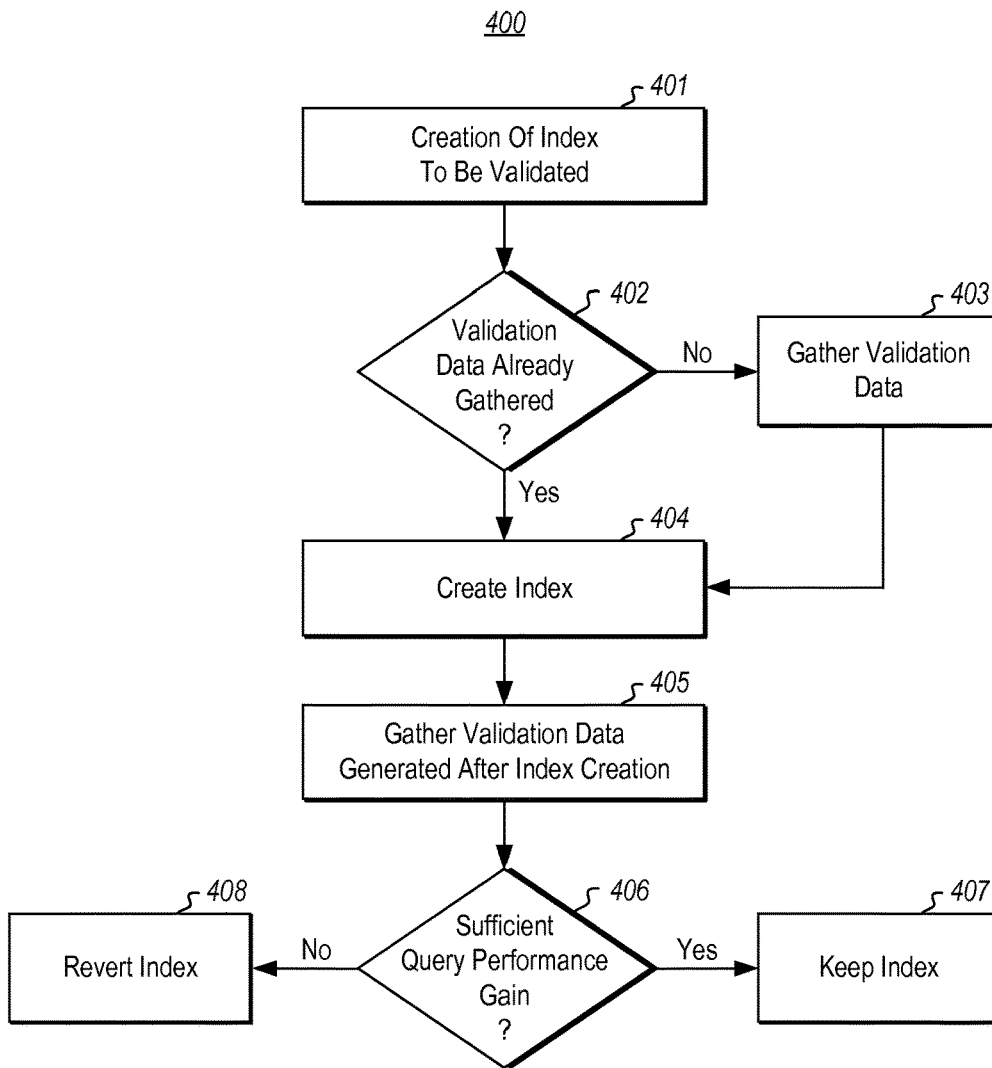 400
401
Creation Of Index
To Be Validated
402
Validation
Data Already
Gathered
?
No
403
Gather Validation
Data
Yes
404
Create Index
405
Gather Validation Data
Generated After Index Creation
406
Sufficient
Query Performance
Gain
?
408
No
Revert Index
407
Yes
Keep Index